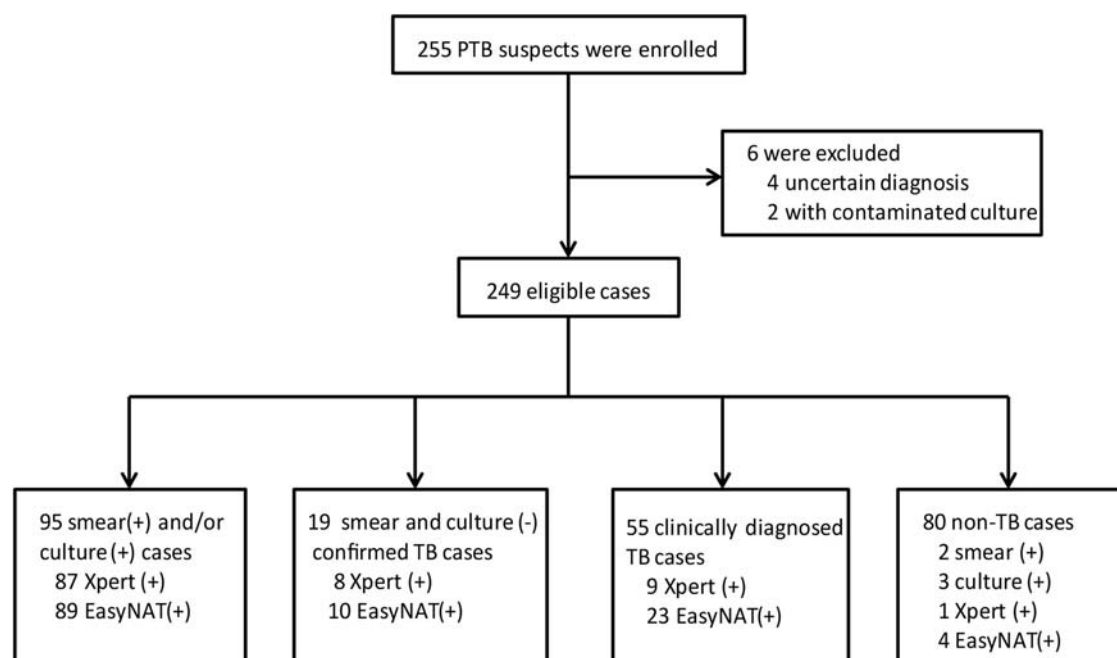 255 PTB suspects were enrolled
6 were excluded
4 uncertain diagnosis
2 with contaminated culture
249 eligible cases
95 smear(+) and/or
culture (+) cases
87 Xpert (+)
89 EasyNAT(+)
19 smear and culture (-)
confirmed TB cases
8 Xpert (+)
10 EasyNAT(+)
55 clinically diagnosed
TB cases
9 Xpert (+)
23 EasyNAT(+)
80 non-TB cases
2 smear (+)
3 culture (+)
1 Xpert (+)
4 EasyNAT(+)